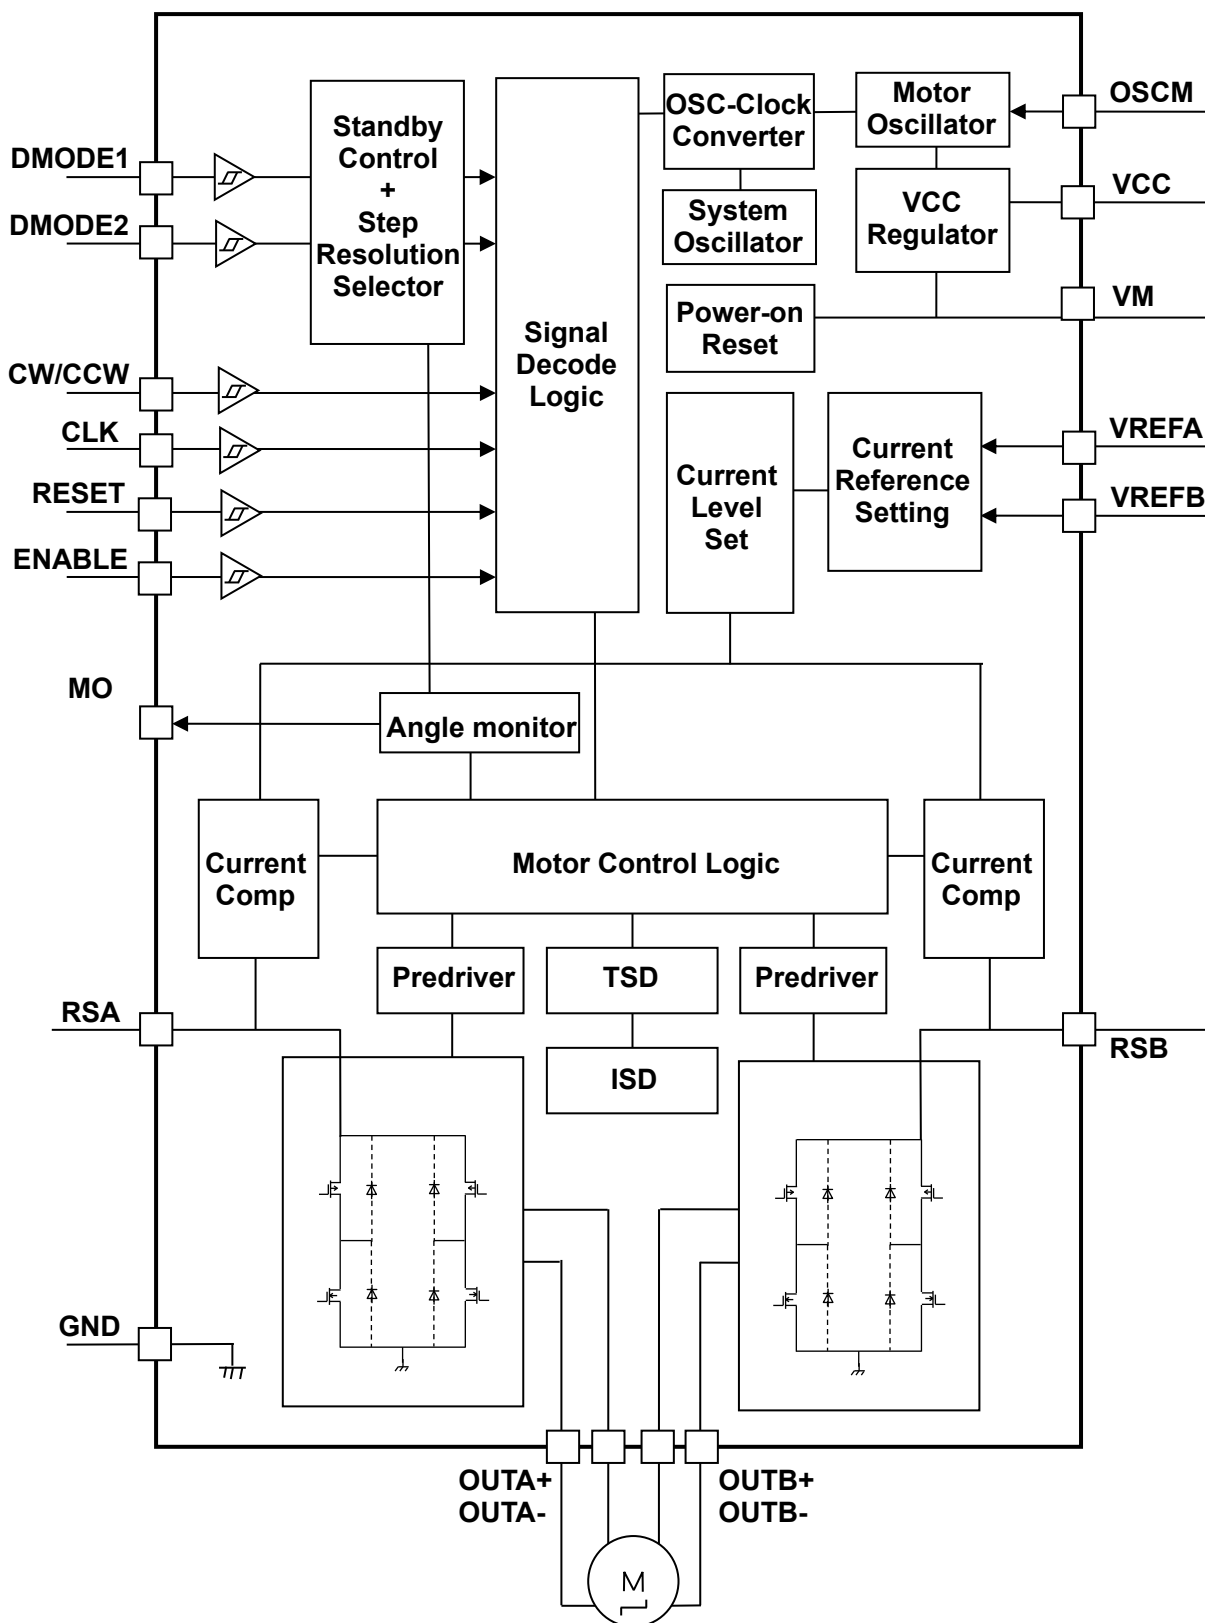 DMODE1
DMODE2
CW/CCW
CLK
RESET
ENABLE
MO
RSA
GND
Standby
Control
+
Step
Resolution
Selector
Signal
Decode
Logic
OSC-Clock
Converter
System
Oscillator
Motor
Oscillator
VCC
Regulator
Power-on
Reset
Current
Level
Set
Current
Reference
Setting
OSCM
VCC
VM
VREFA
VREFB
Angle monitor
Current
Comp
Motor Control Logic
Current
Comp
Predriver
TSD
Predriver
ISD
RSB
OUTA+
OUTA-
OUTB+
OUTB-
M